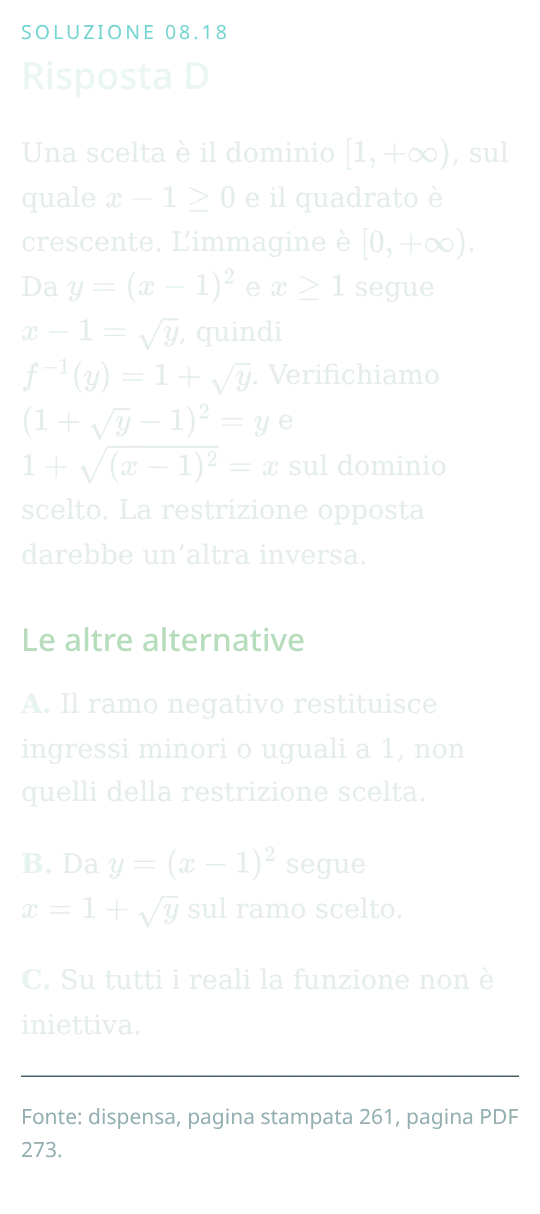 SOLUZIONE 08.18
Risposta D
Una scelta è il dominio [1, +∞), sul
quale x − 1 ≥ 0 e il quadrato è
crescente. L’immagine è [0, +∞).
Da y = (x − 1)² e x ≥ 1 segue
x − 1 = √y, quindi
f⁻¹(y) = 1 + √y. Verifichiamo
(1 + √y − 1)² = y e
1 + √((x − 1)²) = x sul dominio
scelto. La restrizione opposta
darebbe un’altra inversa.
Le altre alternative
A. Il ramo negativo restituisce
ingressi minori o uguali a 1, non
quelli della restrizione scelta.
B. Da y = (x − 1)² segue
x = 1 + √y sul ramo scelto.
C. Su tutti i reali la funzione non è
iniettiva.
Fonte: dispensa, pagina stampata 261, pagina PDF
273.